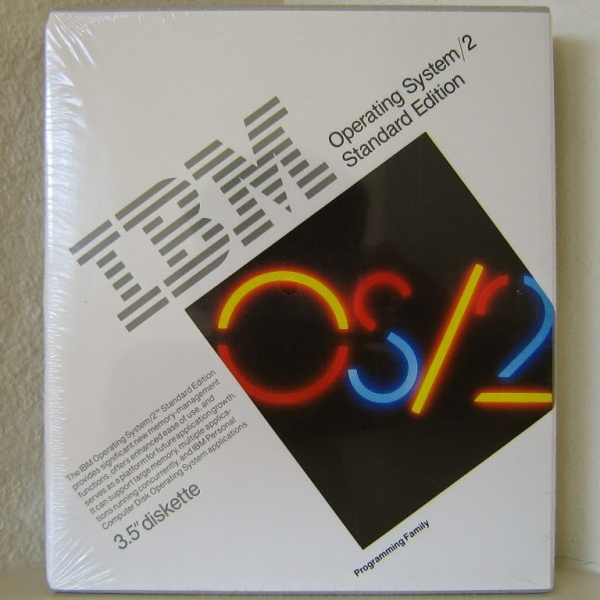 IBM
Operating System/2
Standard Edition
OS/2
The IBM Operating System/2™ Standard Edition
provides significant new memory-management
functions, offers enhanced ease of use, and
serves as a platform for future application growth.
It can support large memory, multiple applica-
tions running concurrently, and IBM Personal
Computer Disk Operating System applications.
3.5" diskette
Programming Family